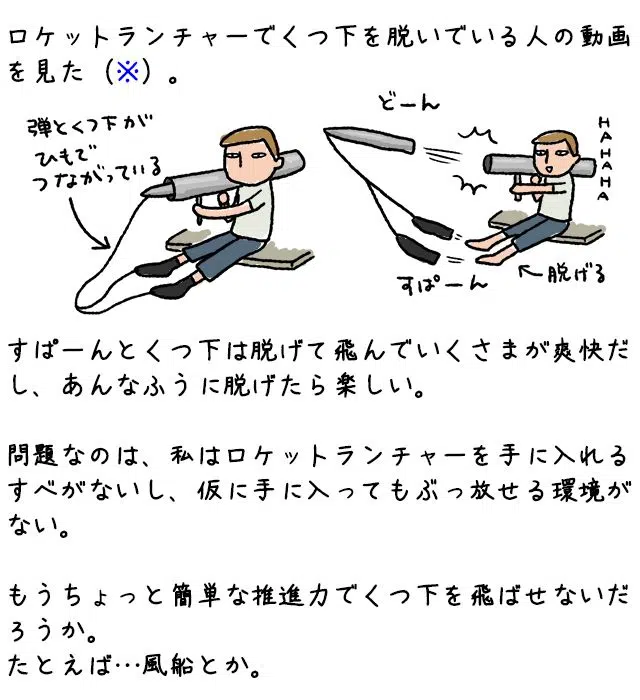 ロケットランチャーでくつ下を脱いでいる人の動画
を見た（※）。
弾とくつ下が
ひもで
つながっている
どーん
HAHAHA
すぱーん
脱げる
すぱーんとくつ下は脱げて飛んでいくさまが爽快だ
し、あんなふうに脱げたら楽しい。
問題なのは、私はロケットランチャーを手に入れる
すべがないし、仮に手に入ってもぶっ放せる環境が
ない。
もうちょっと簡単な推進力でくつ下を飛ばせないだ
ろうか。
たとえば…風船とか。